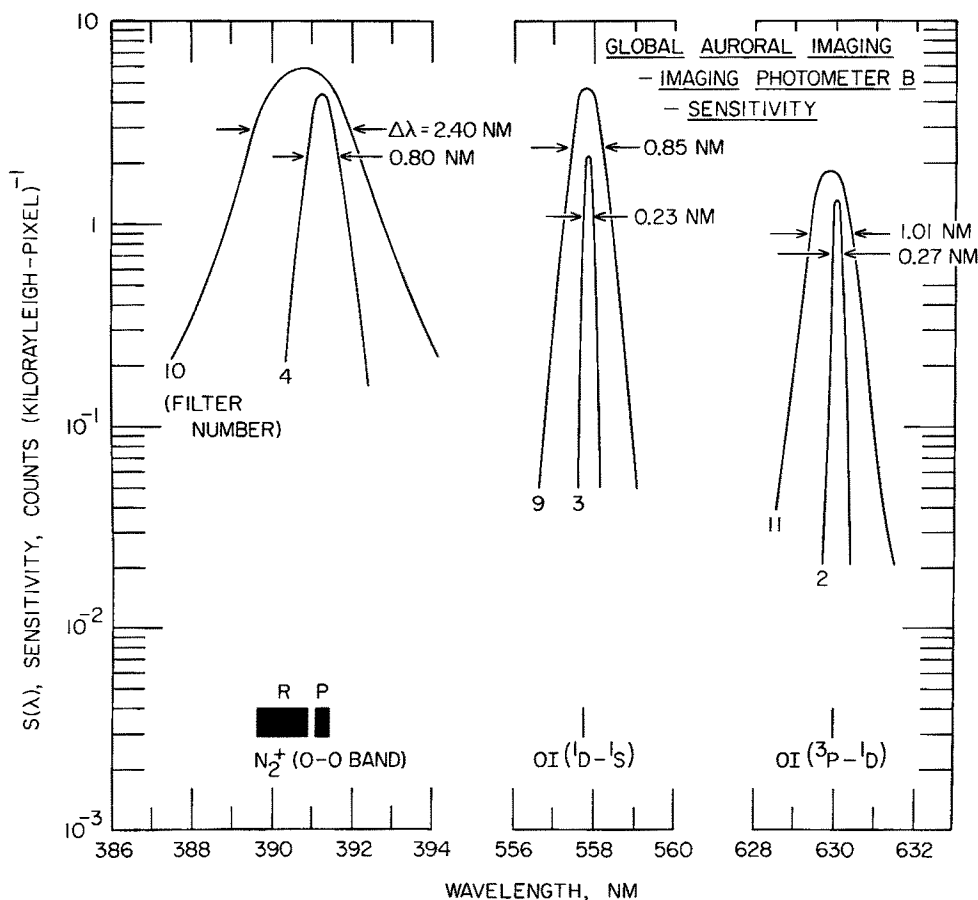 GLOBAL AURORAL IMAGING
- IMAGING PHOTOMETER B
- SENSITIVITY
S(λ), SENSITIVITY, COUNTS (KILORAYLEIGH-PIXEL)⁻¹
10
1
10⁻¹
10⁻²
10⁻³
Δλ = 2.40 NM
0.80 NM
0.85 NM
0.23 NM
1.01 NM
0.27 NM
10
(FILTER
NUMBER)
4
9
3
11
2
R P
N₂⁺ (0-0 BAND)
OI (¹D-¹S)
OI (³P-¹D)
386 388 390 392 394
556 558 560
628 630 632
WAVELENGTH, NM